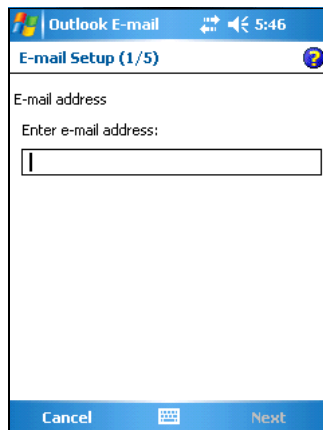 Outlook E-mail 5:46
E-mail Setup (1/5)
E-mail address
Enter e-mail address:
Cancel Next